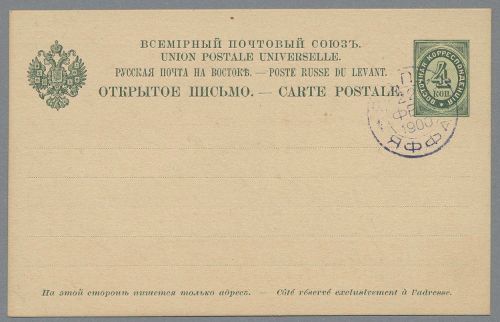 ВСЕМІРНЫЙ ПОЧТОВЫЙ СОЮЗЪ.
UNION POSTALE UNIVERSELLE.
РУССКАЯ ПОЧТА НА ВОСТОКѢ. — POSTE RUSSE DU LEVANT.
ОТКРЫТОЕ ПИСЬМО. — CARTE POSTALE.
ВОСТОЧНАЯ КОРРЕСПОНДЕНЦІЯ
4
КОП.
1900
ЯФФА
На этой сторонѣ пишется только адресъ. — Côté réservé exclusivement à l'adresse.